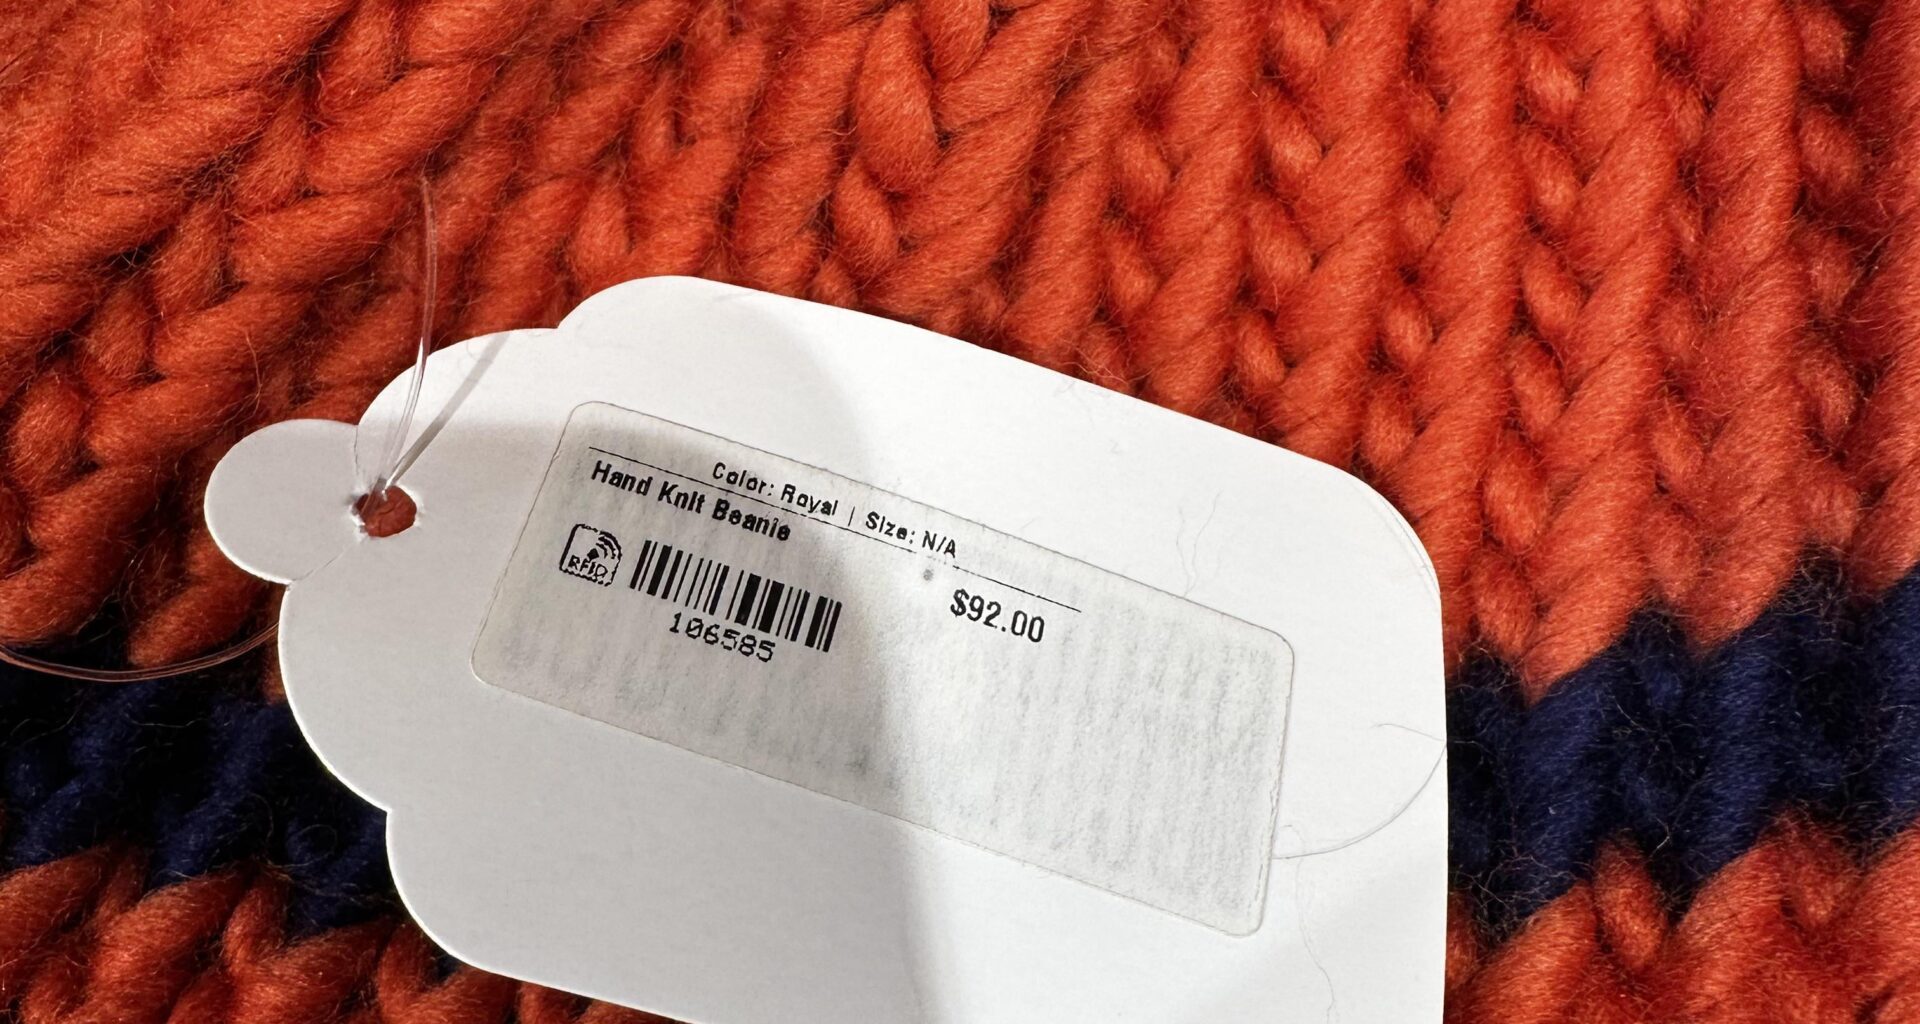 Color: Royal | Size: N/A
Hand Knit Beanie
RFID
$92.00
106585